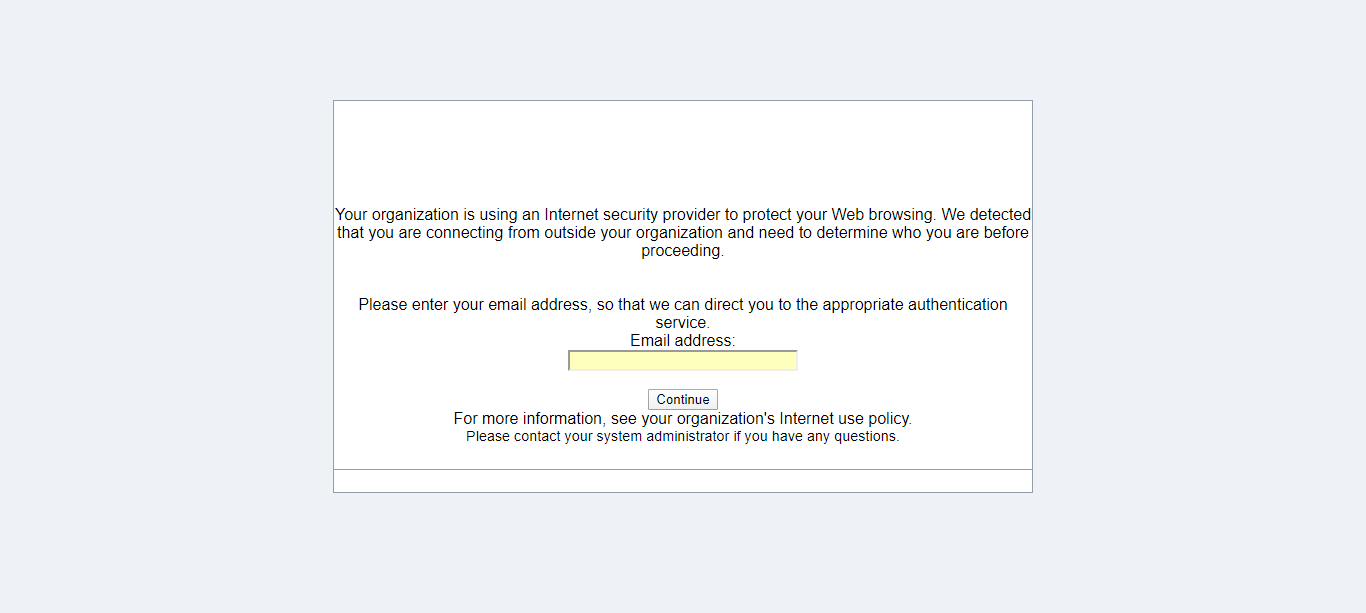 Your organization is using an Internet security provider to protect your Web browsing. We detected
that you are connecting from outside your organization and need to determine who you are before
proceeding.
Please enter your email address, so that we can direct you to the appropriate authentication
service.
Email address:
Continue
For more information, see your organization's Internet use policy.
Please contact your system administrator if you have any questions.